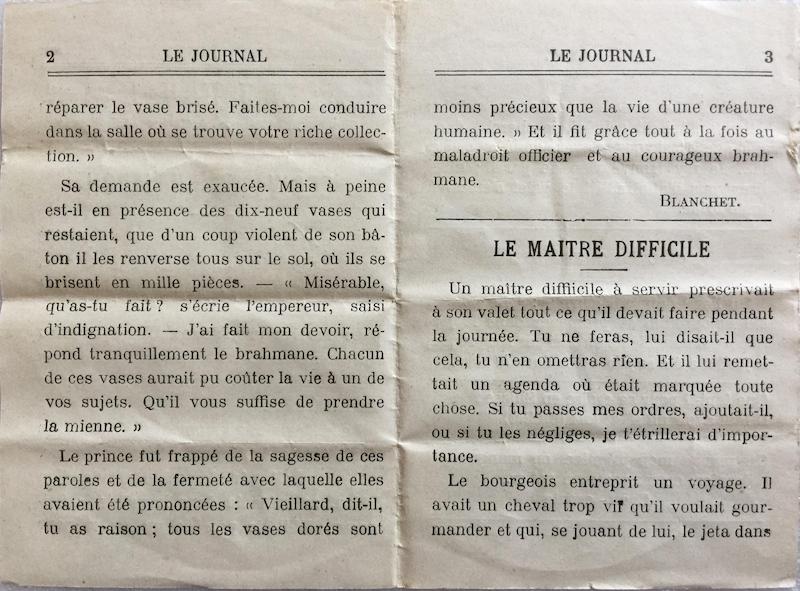 2 LE JOURNAL
réparer le vase brisé. Faites-moi conduire
dans la salle où se trouve votre riche collec-
tion. »
Sa demande est exaucée. Mais à peine
est-il en présence des dix-neuf vases qui
restaient, que d'un coup violent de son bâ-
ton il les renverse tous sur le sol, où ils se
brisent en mille pièces. — « Misérable,
qu'as-tu fait ? s'écrie l'empereur, saisi
d'indignation. — J'ai fait mon devoir, ré-
pond tranquillement le brahmane. Chacun
de ces vases aurait pu coûter la vie à un de
vos sujets. Qu'il vous suffise de prendre
la mienne. »
Le prince fut frappé de la sagesse de ces
paroles et de la fermeté avec laquelle elles
avaient été prononcées : « Vieillard, dit-il,
tu as raison ; tous les vases dorés sont
LE JOURNAL 3
moins précieux que la vie d'une créature
humaine. » Et il fit grâce tout à la fois au
maladroit officier et au courageux brah-
mane.
BLANCHET.
LE MAITRE DIFFICILE
Un maître diffiicile à servir prescrivait
à son valet tout ce qu'il devait faire pendant
la journée. Tu ne feras, lui disait-il que
cela, tu n'en omettras rien. Et il lui remet-
tait un agenda où était marquée toute
chose. Si tu passes mes ordres, ajoutait-il,
ou si tu les négliges, je t'étrillerai d'impor-
tance.
Le bourgeois entreprit un voyage. Il
avait un cheval trop vif qu'il voulait gour-
mander et qui, se jouant de lui, le jeta dans